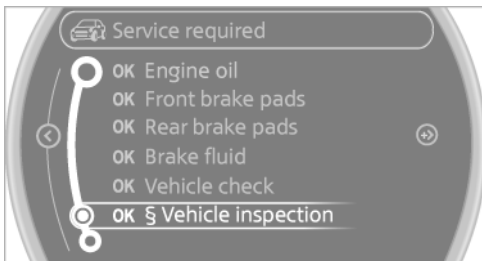 Service required
OK Engine oil
OK Front brake pads
OK Rear brake pads
OK Brake fluid
OK Vehicle check
OK § Vehicle inspection